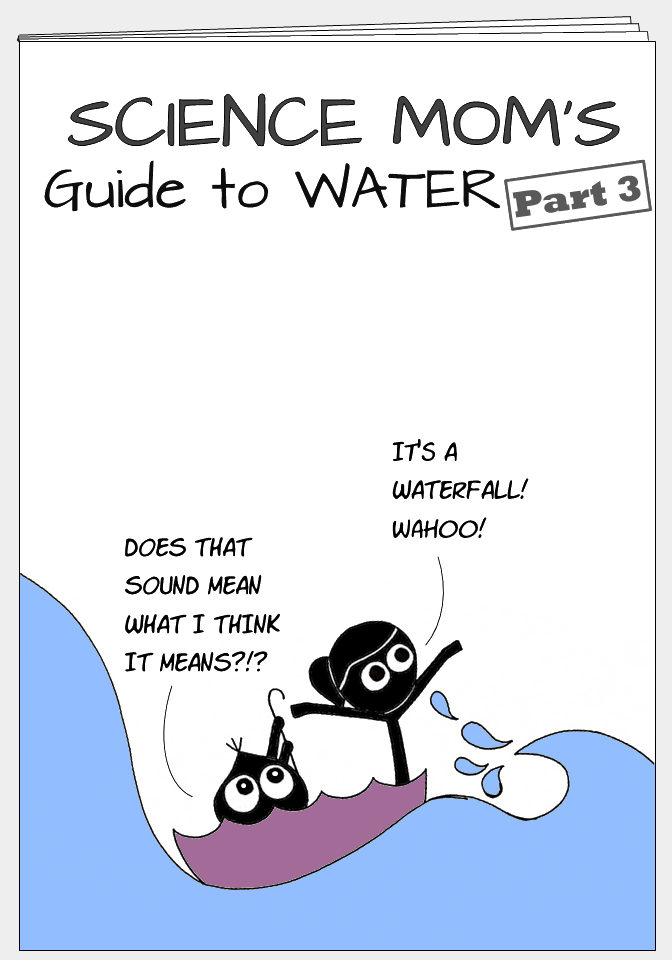 SCIENCE MOM'S
Guide to WATER Part 3
IT'S A
WATERFALL!
WAHOO!
DOES THAT
SOUND MEAN
WHAT I THINK
IT MEANS?!?